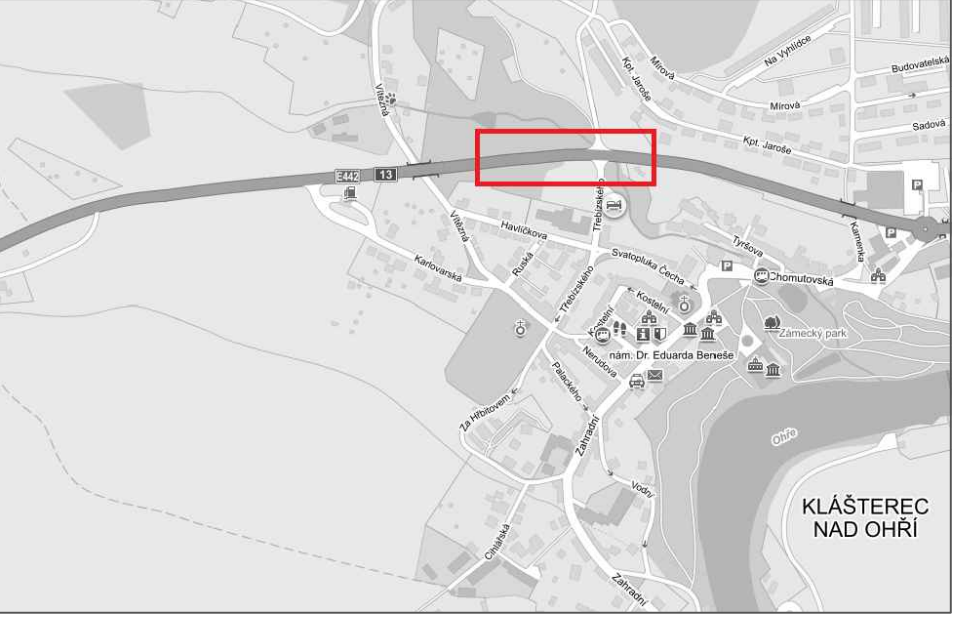 Na Vyhlídce
Mírová
Budovatelská
Kpt. Jaroše
Vítězná
Mírová
Sadová
Kpt. Jaroše
E442
13
P
Třebízského
Vítězná
Havlíčkova
Kamenka
P
Tyršova
Svatopluka Čecha
Ruská
Karlovarská
P
Chomutovská
Třebízského
Kostelní
Kostelní
Zámecký park
nám. Dr. Eduarda Beneše
Nerudova
Palackého
Za Hřbitovem
Zahradní
Ohře
Vodní
KLÁŠTEREC
NAD OHŘÍ
Cihlářská
Zahradní